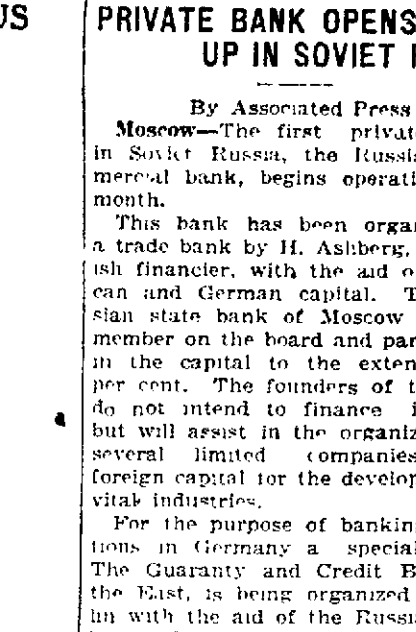 US
PRIVATE BANK OPENS
UP IN SOVIET
By Associated Press
Moscow—The first privat
in Soviet Russia, the Russi
mercial bank, begins operati
month.
This bank has been organ
a trade bank by H. Ashberg,
ish financier, with the aid o
can and German capital. T
sian state bank of Moscow
member on the board and par
in the capital to the exten
per cent. The founders of t
do not intend to finance i
but will assist in the organiz
several limited companies
foreign capital for the develop
vital industries.
For the purpose of banking
tions in Germany a special
The Guaranty and Credit B
the East, is being organized
lin with the aid of the Russi